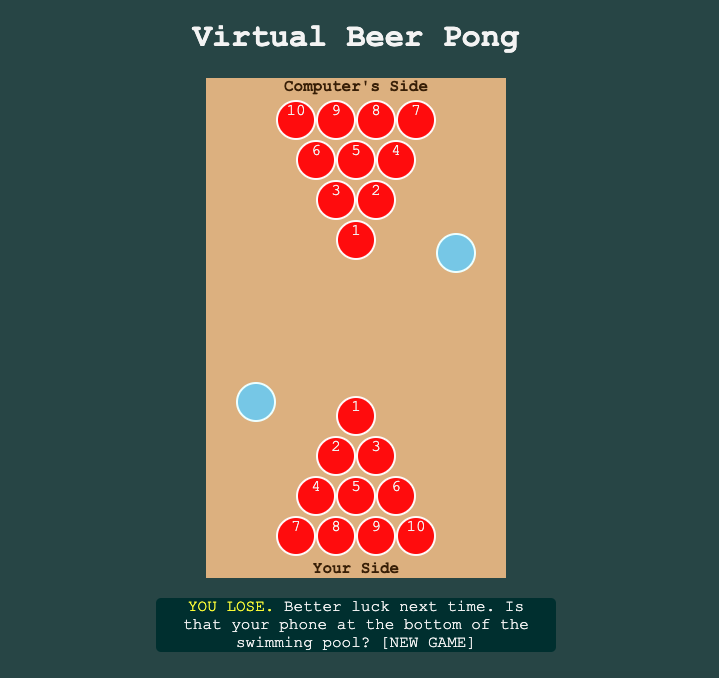 Virtual Beer Pong
Computer's Side
10 9 8 7
6 5 4
3 2
1
1
2 3
4 5 6
7 8 9 10
Your Side
YOU LOSE. Better luck next time. Is
that your phone at the bottom of the
swimming pool? [NEW GAME]